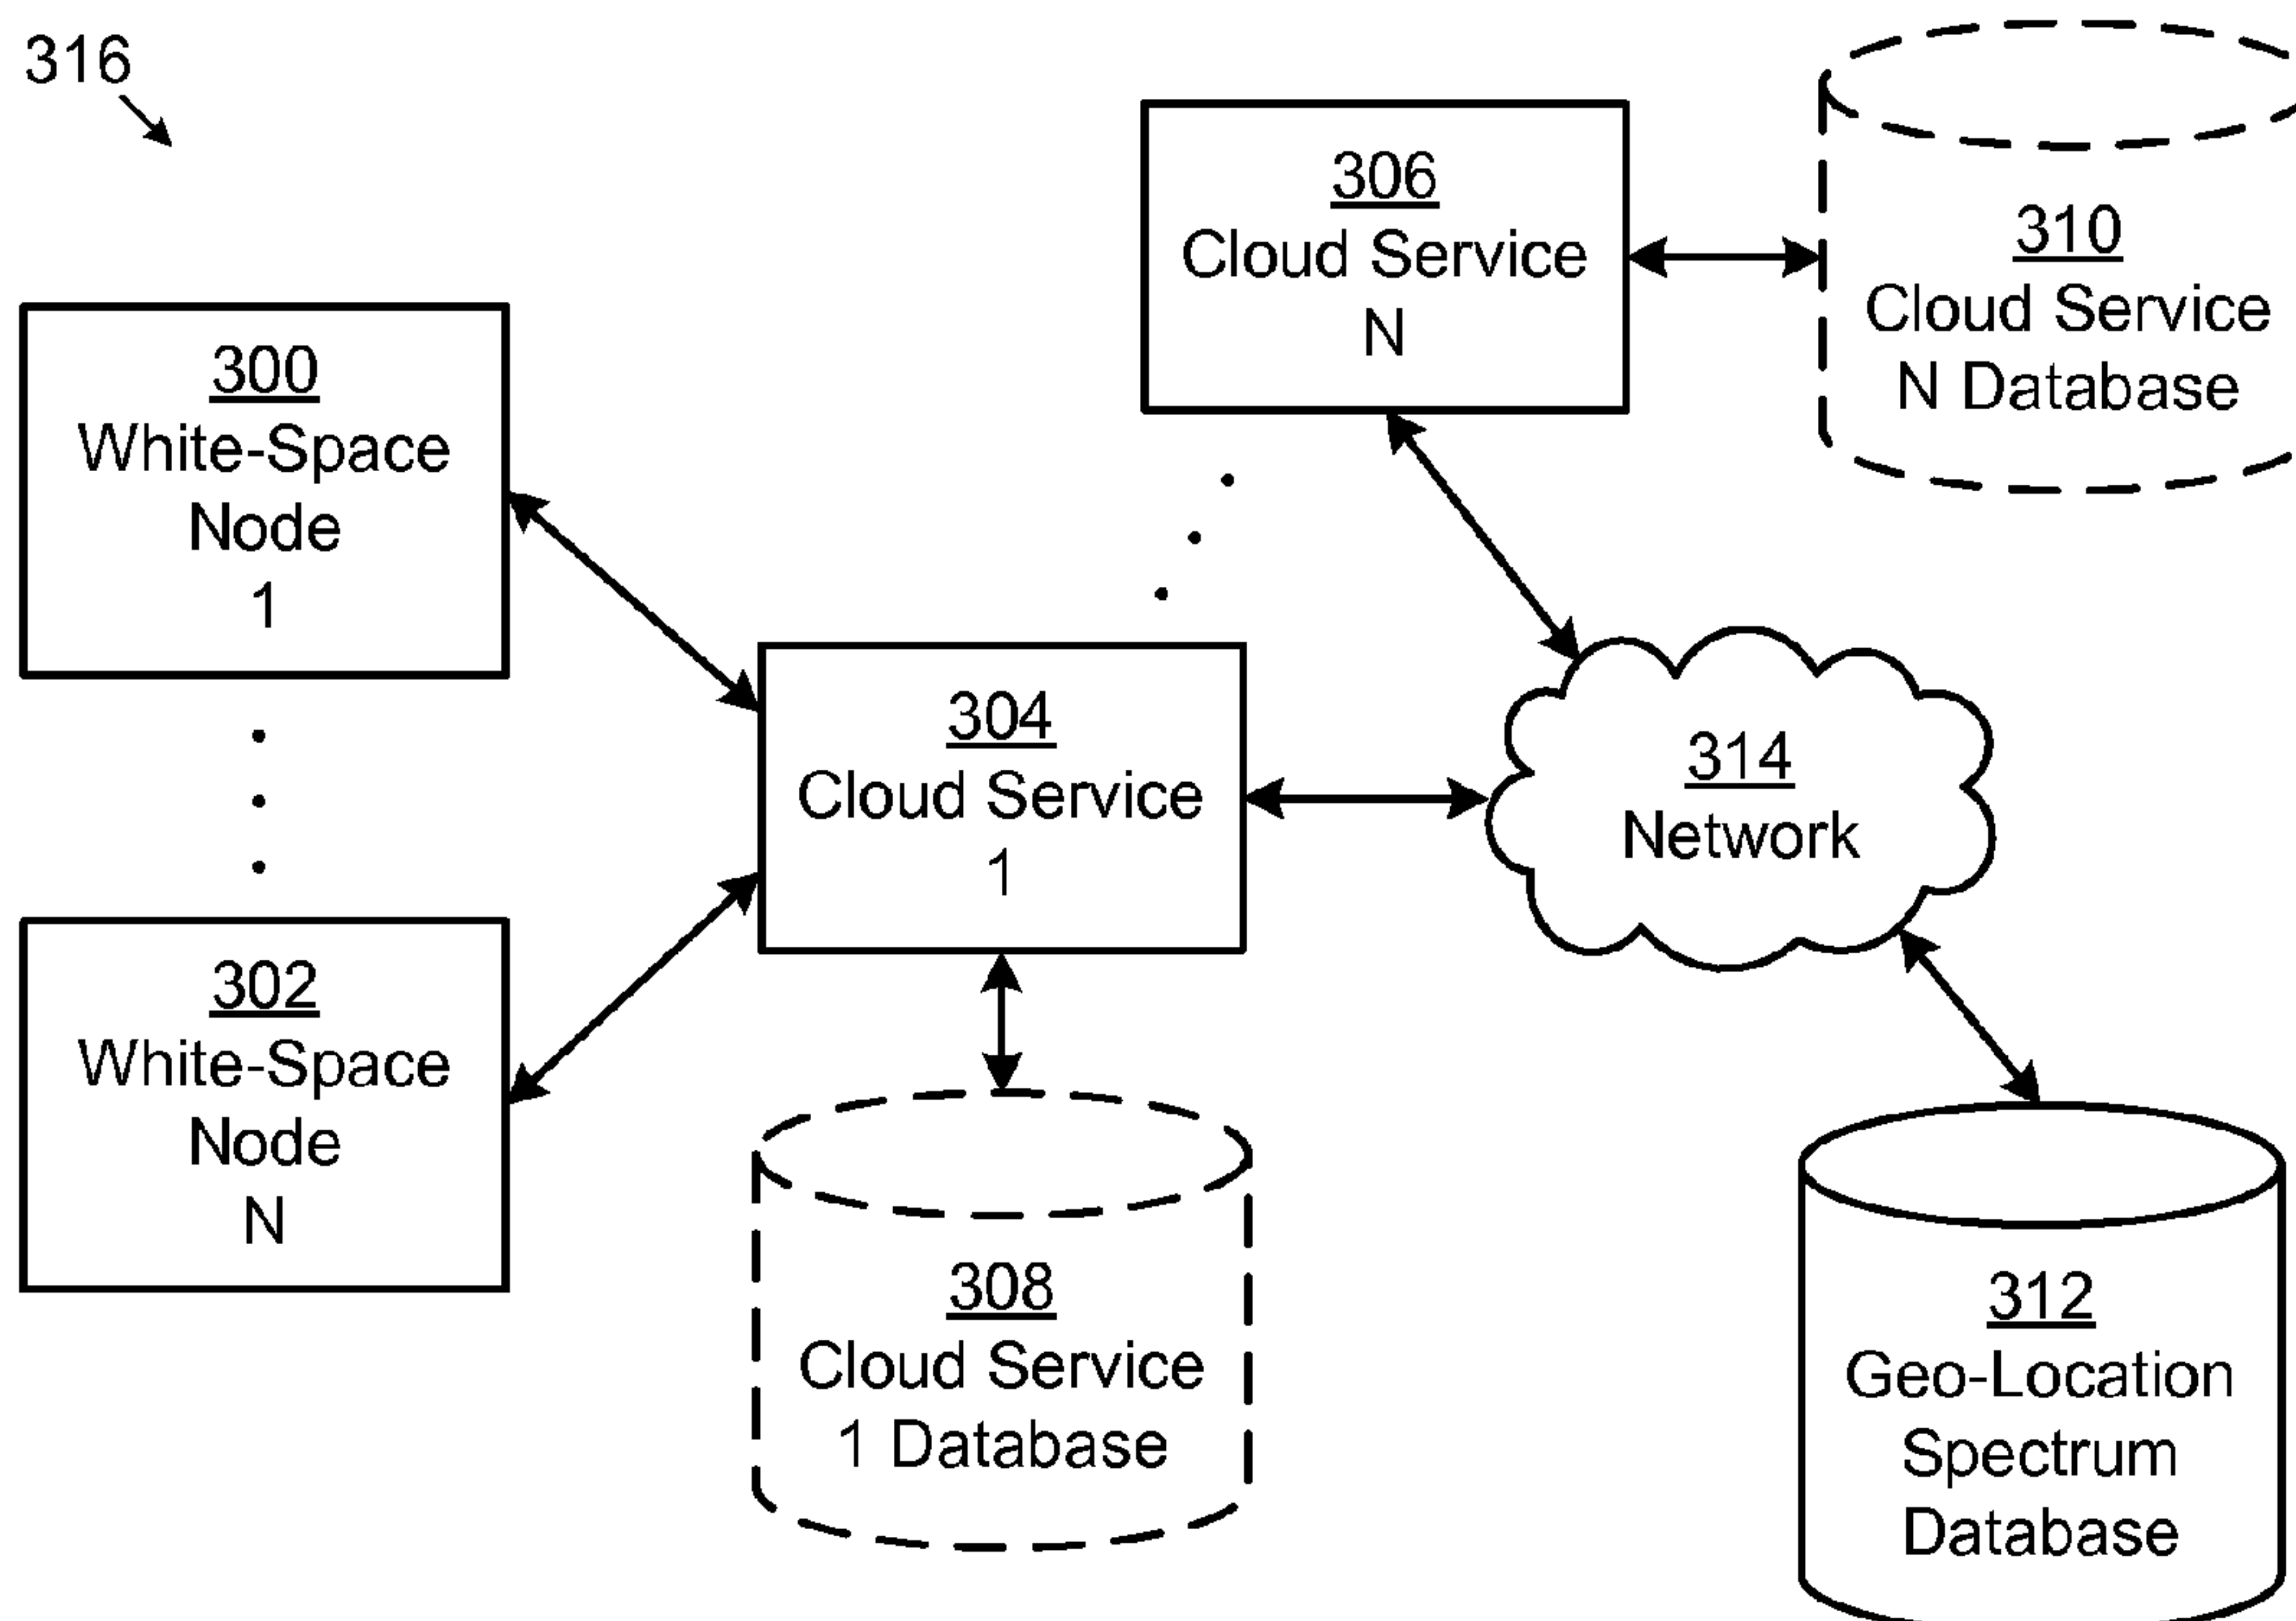 316
306
Cloud Service
N
310
Cloud Service
N Database
300
White-Space
Node
1
304
Cloud Service
1
314
Network
302
White-Space
Node
N
308
Cloud Service
1 Database
312
Geo-Location
Spectrum
Database